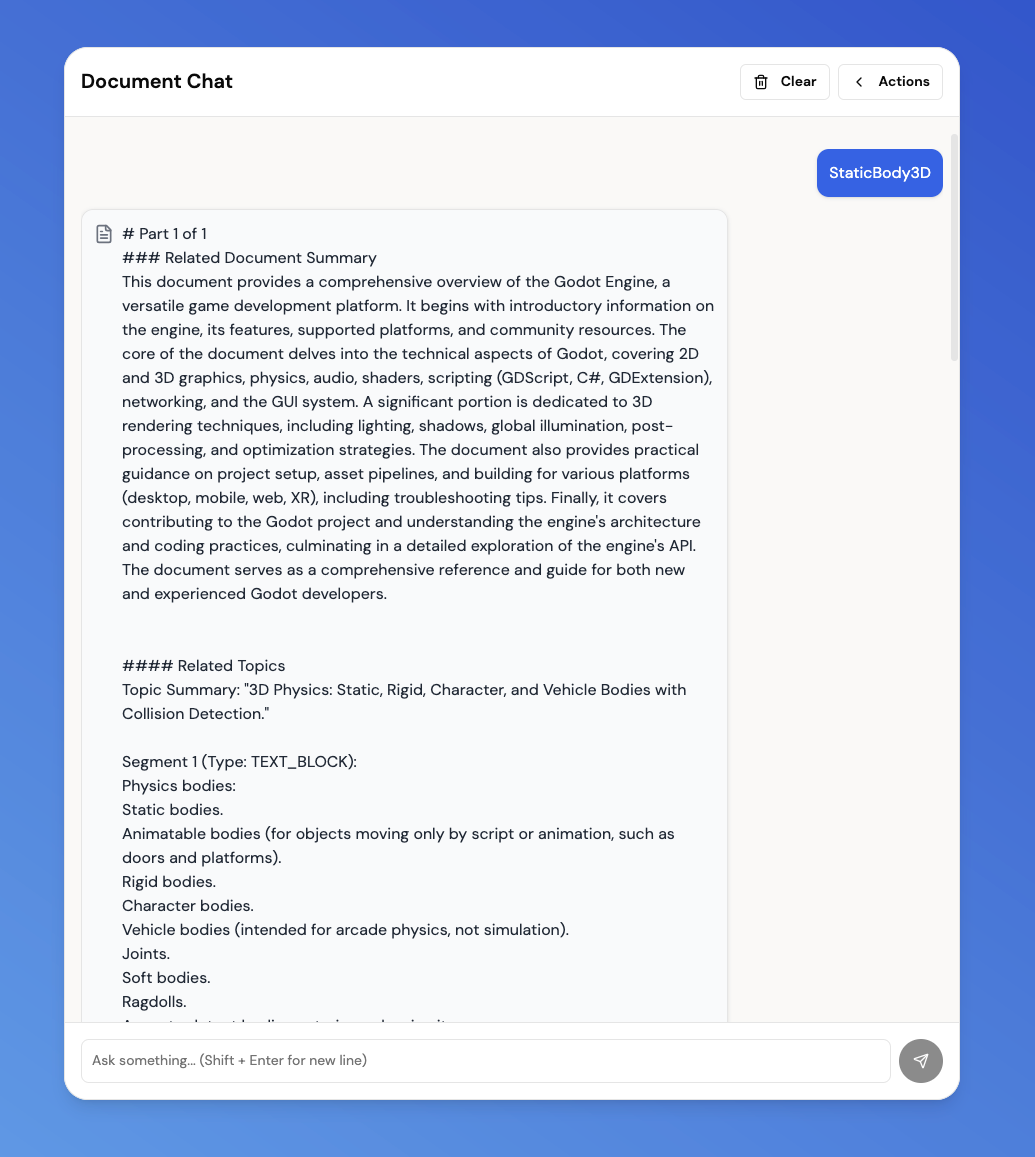 Document Chat
Clear
Actions
StaticBody3D
# Part 1 of 1
### Related Document Summary
This document provides a comprehensive overview of the Godot Engine, a
versatile game development platform. It begins with introductory information on
the engine, its features, supported platforms, and community resources. The
core of the document delves into the technical aspects of Godot, covering 2D
and 3D graphics, physics, audio, shaders, scripting (GDScript, C#, GDExtension),
networking, and the GUI system. A significant portion is dedicated to 3D
rendering techniques, including lighting, shadows, global illumination, post-
processing, and optimization strategies. The document also provides practical
guidance on project setup, asset pipelines, and building for various platforms
(desktop, mobile, web, XR), including troubleshooting tips. Finally, it covers
contributing to the Godot project and understanding the engine's architecture
and coding practices, culminating in a detailed exploration of the engine's API.
The document serves as a comprehensive reference and guide for both new
and experienced Godot developers.
#### Related Topics
Topic Summary: "3D Physics: Static, Rigid, Character, and Vehicle Bodies with
Collision Detection."
Segment 1 (Type: TEXT_BLOCK):
Physics bodies:
Static bodies.
Animatable bodies (for objects moving only by script or animation, such as
doors and platforms).
Rigid bodies.
Character bodies.
Vehicle bodies (intended for arcade physics, not simulation).
Joints.
Soft bodies.
Ragdolls.
Ask something... (Shift + Enter for new line)